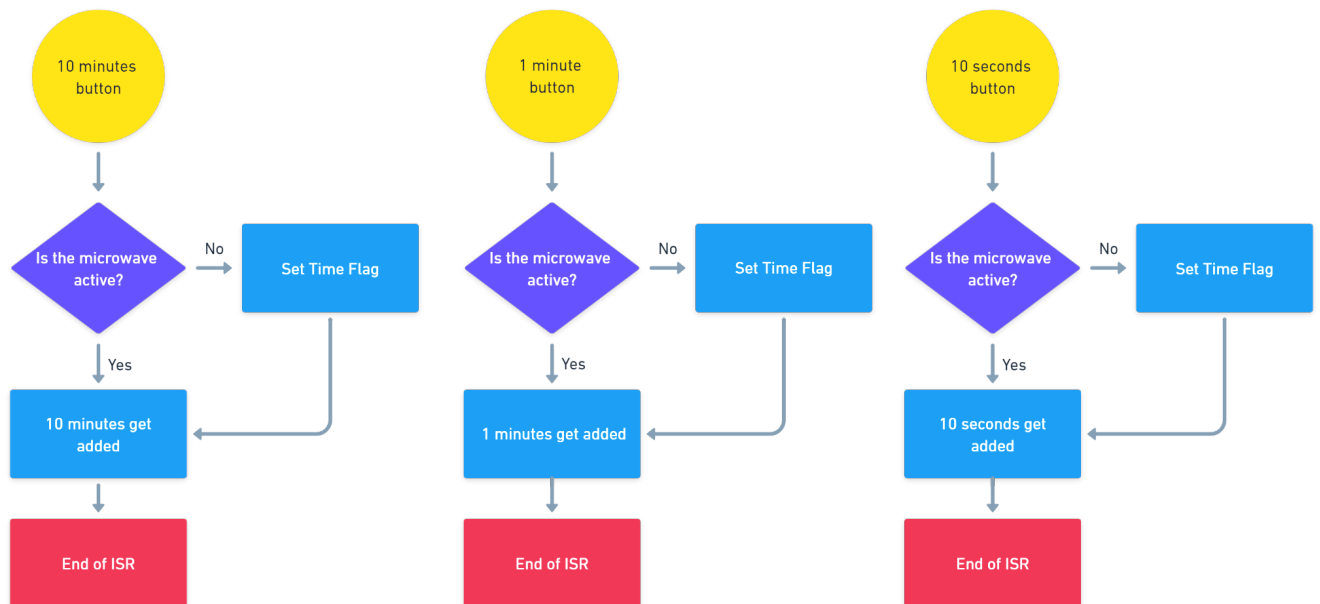 10 minutes
button
Is the microwave
active?
No
Set Time Flag
Yes
10 minutes get
added
End of ISR
1 minute
button
Is the microwave
active?
No
Set Time Flag
Yes
1 minutes get added
End of ISR
10 seconds
button
Is the microwave
active?
No
Set Time Flag
Yes
10 seconds get
added
End of ISR